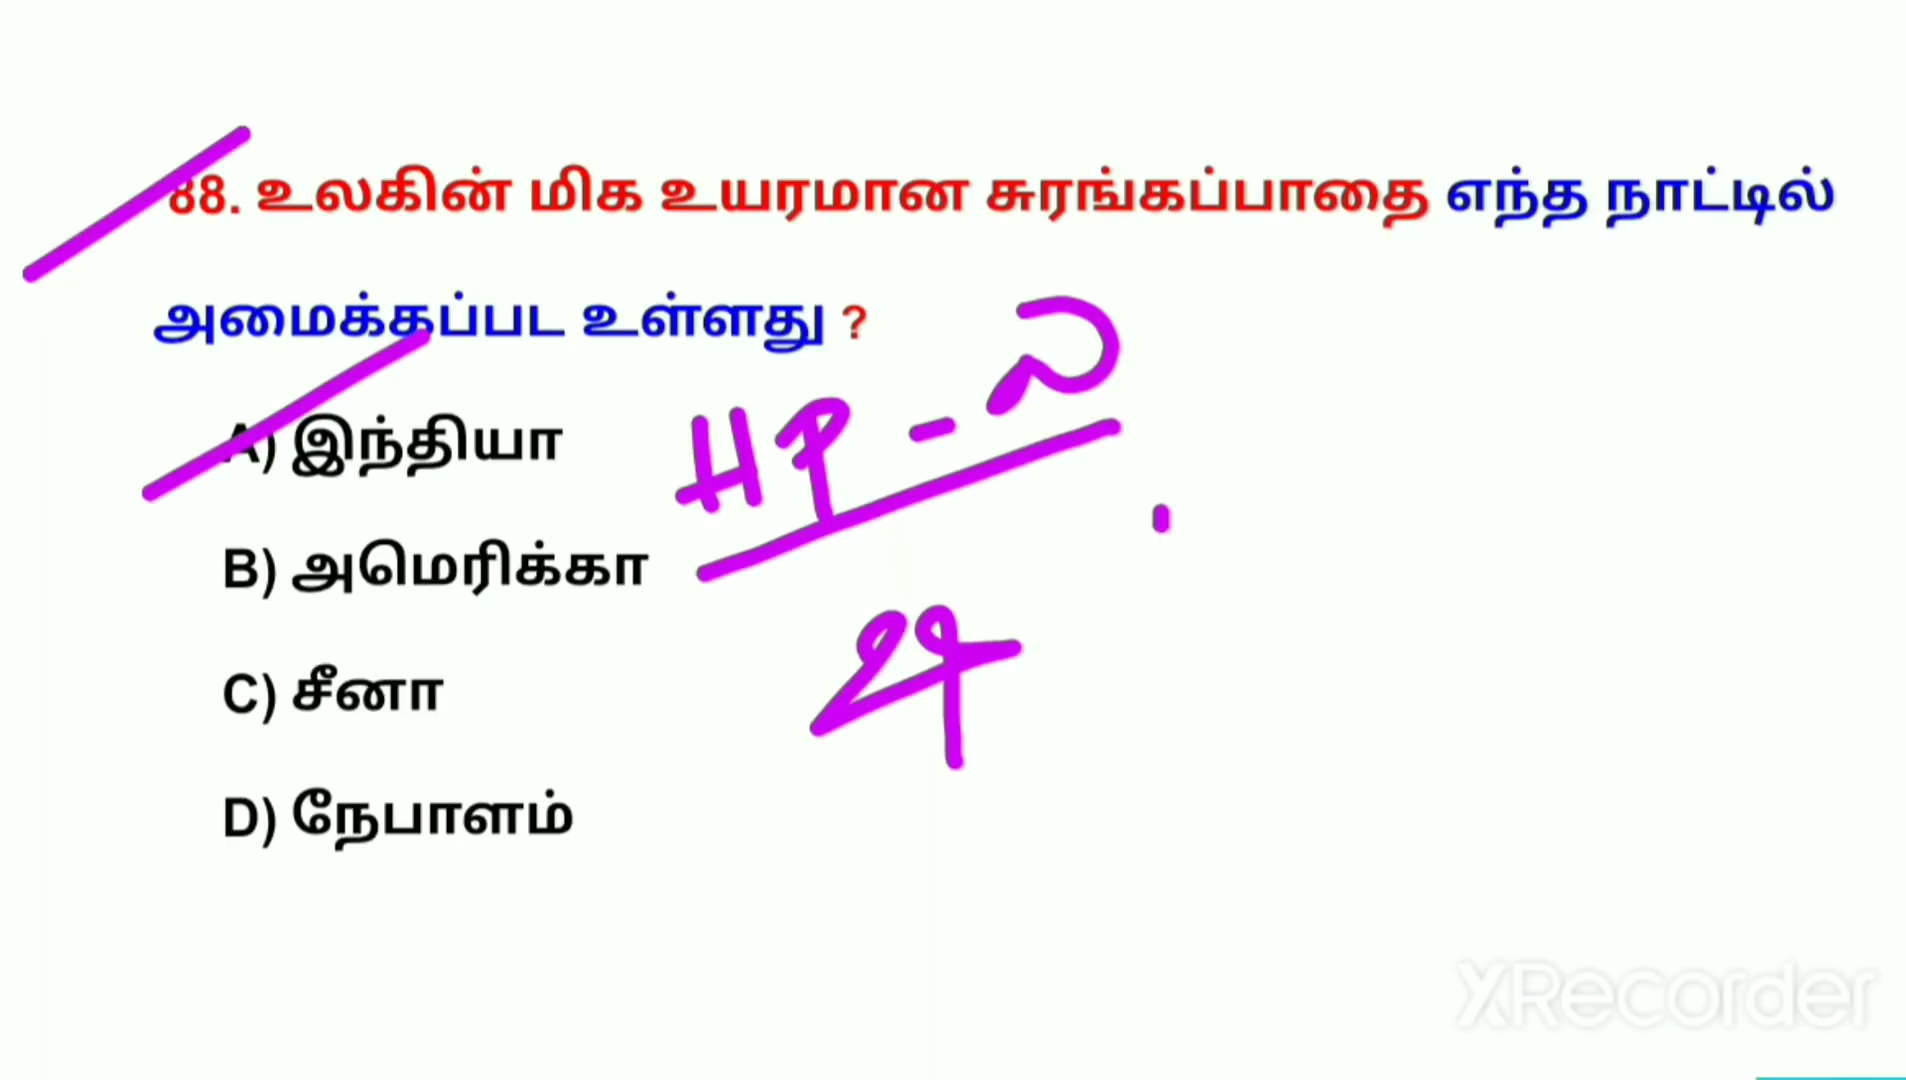 88. உலகின் மிக உயரமான சுரங்கப்பாதை எந்த நாட்டில்
அமைக்கப்பட உள்ளது ?
A) இந்தியா
HP -
B) அமெரிக்கா
C) சீனா
D) நேபாளம்
XRecorder